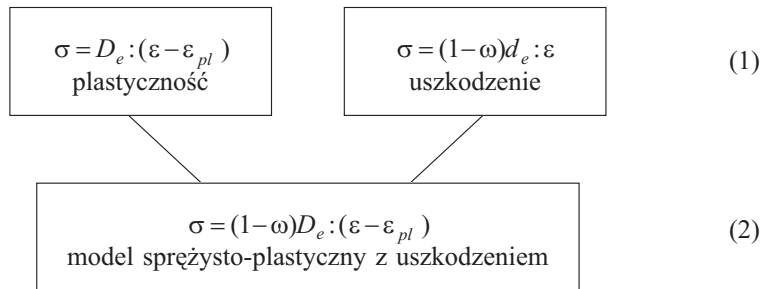 σ = D_e : (ε − ε_pl)
plastyczność
σ = (1−ω)d_e : ε
uszkodzenie
(1)
σ = (1−ω)D_e : (ε − ε_pl)
model sprężysto-plastyczny z uszkodzeniem
(2)